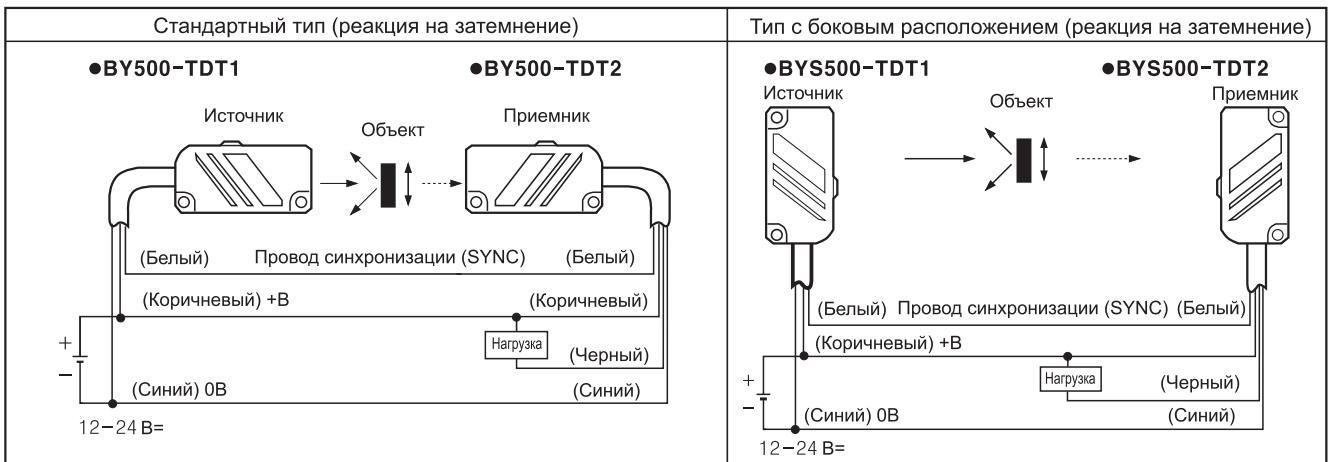 Стандартный тип (реакция на затемнение)
●BY500-TDT1
●BY500-TDT2
Источник
Объект
Приемник
(Белый)
Провод синхронизации (SYNC)
(Белый)
(Коричневый) +В
(Коричневый)
+
Нагрузка
(Черный)
−
(Синий) 0В
(Синий)
12−24 В=
Тип с боковым расположением (реакция на затемнение)
●BYS500-TDT1
●BYS500-TDT2
Источник
Объект
Приемник
(Белый)
Провод синхронизации (SYNC)
(Белый)
(Коричневый) +В
+
Нагрузка
(Черный)
−
(Синий) 0В
(Синий)
12−24 В=